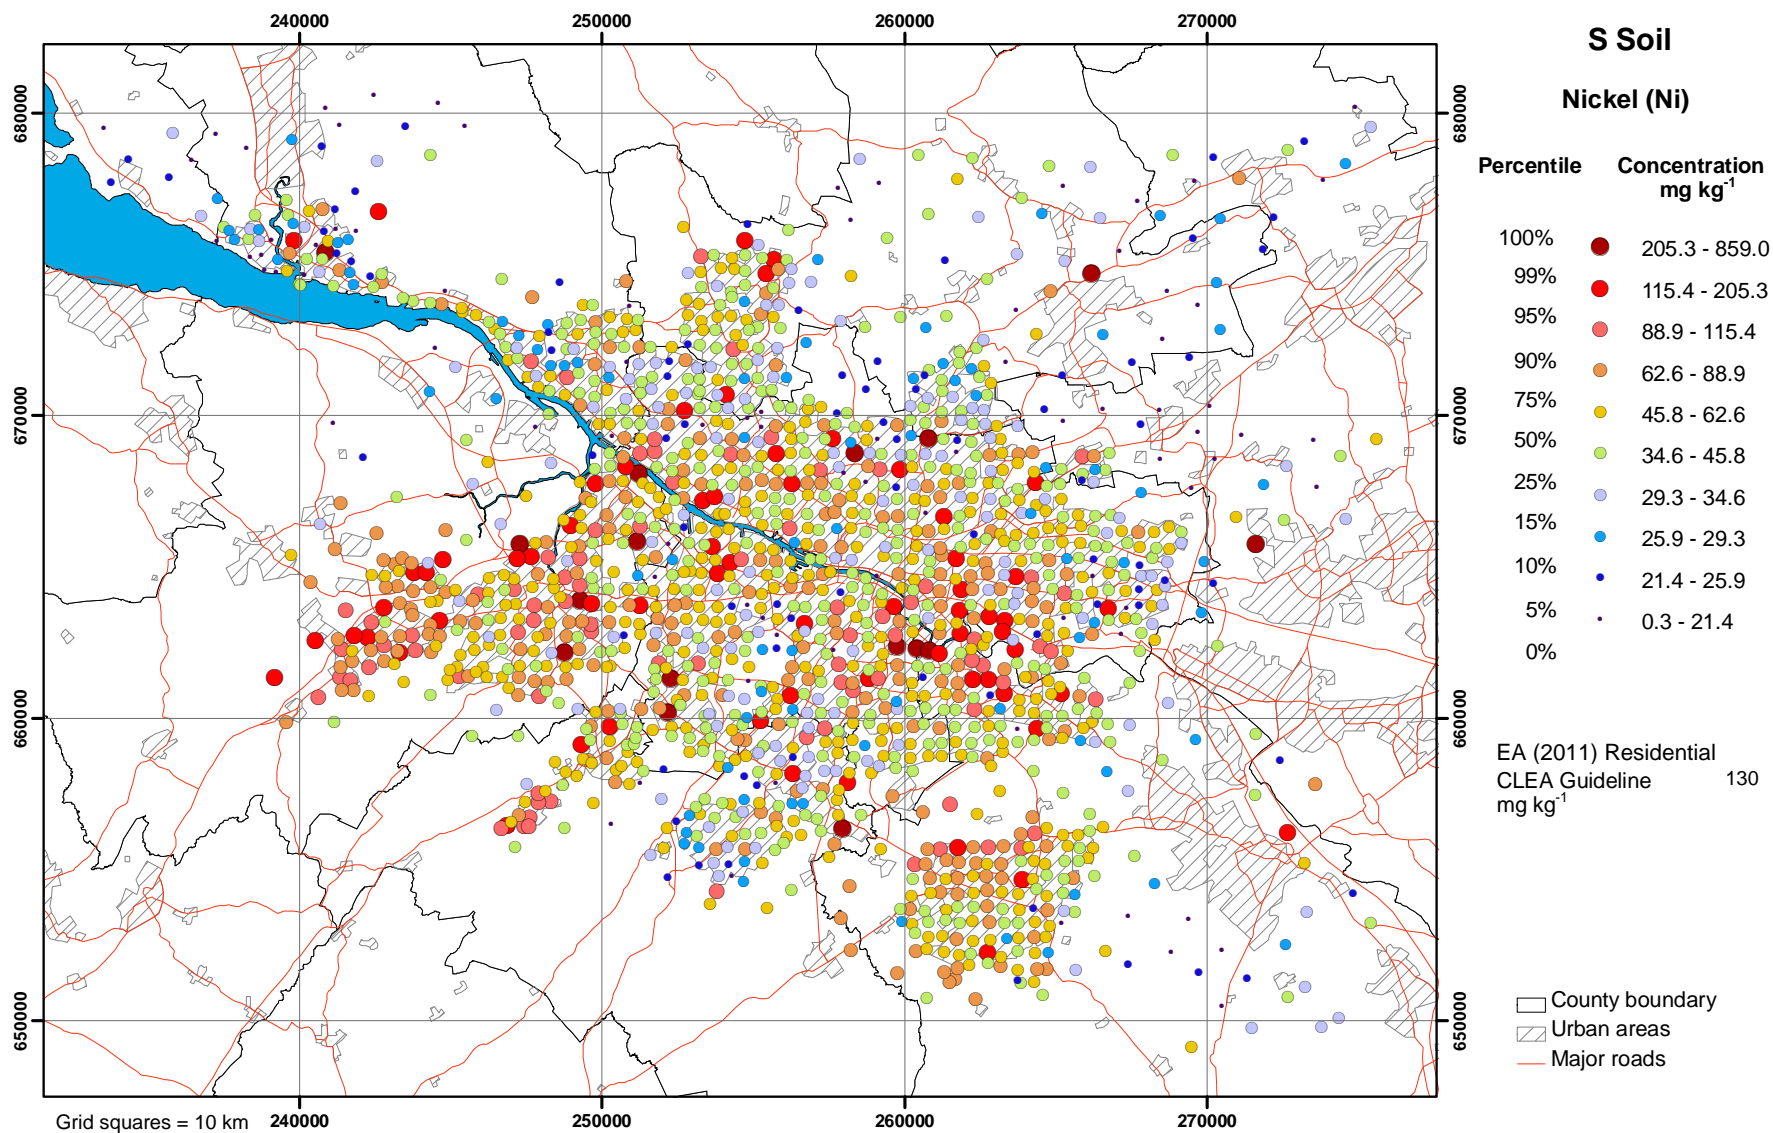 240000 250000 260000 270000
S Soil
Nickel (Ni)
Percentile Concentration
mg kg-1
100% 205.3 - 859.0
99% 115.4 - 205.3
95% 88.9 - 115.4
90% 62.6 - 88.9
75% 45.8 - 62.6
50% 34.6 - 45.8
25% 29.3 - 34.6
15% 25.9 - 29.3
10% 21.4 - 25.9
5% 0.3 - 21.4
0%
680000 680000
670000 670000
660000 660000
650000 650000
EA (2011) Residential
CLEA Guideline 130
mg kg-1
County boundary
Urban areas
Major roads
Grid squares = 10 km
240000 250000 260000 270000